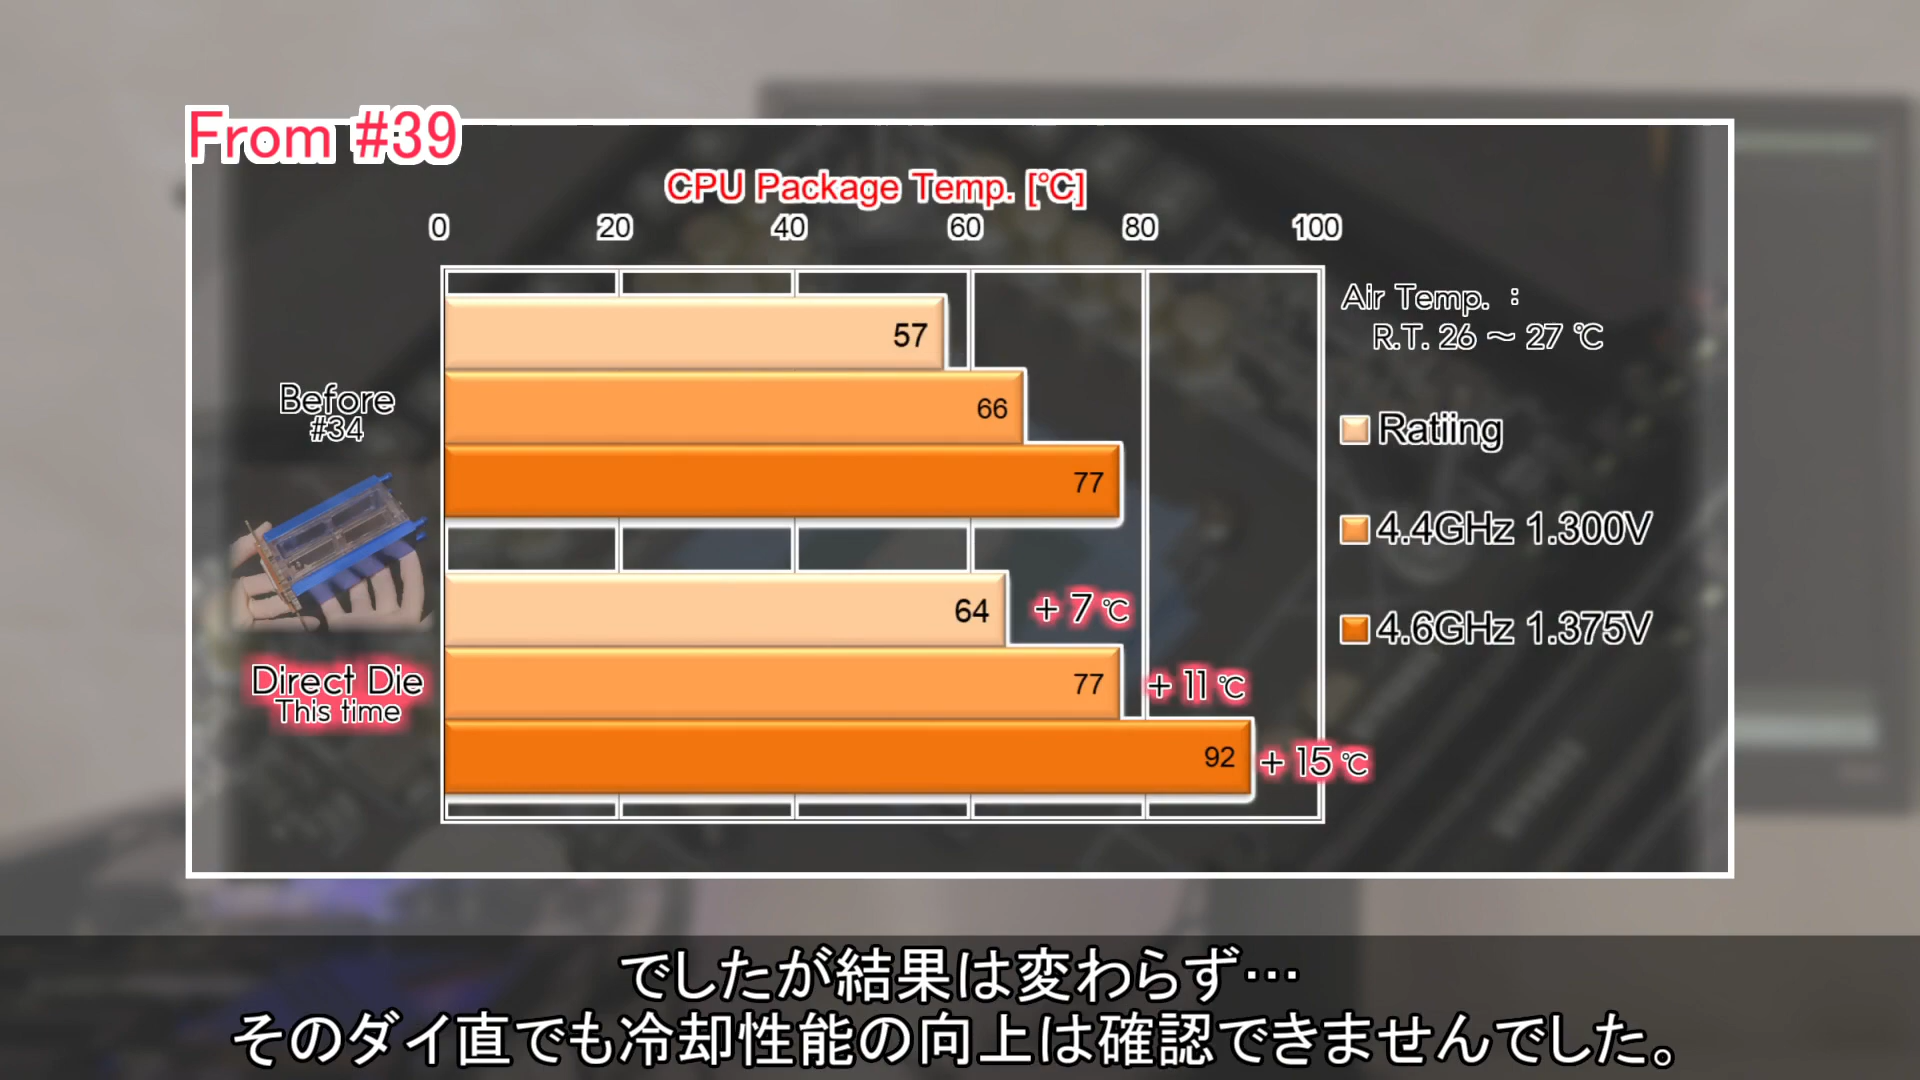 From #39
CPU Package Temp. [℃]
0 20 40 60 80 100
57
66
77
Before
#34
64 + 7 ℃
77 + 11 ℃
92 + 15 ℃
Direct Die
This time
Air Temp. :
R.T. 26 ～ 27 ℃
Ratiing
4.4GHz 1.300V
4.6GHz 1.375V
でしたが結果は変わらず…
そのダイ直でも冷却性能の向上は確認できませんでした。